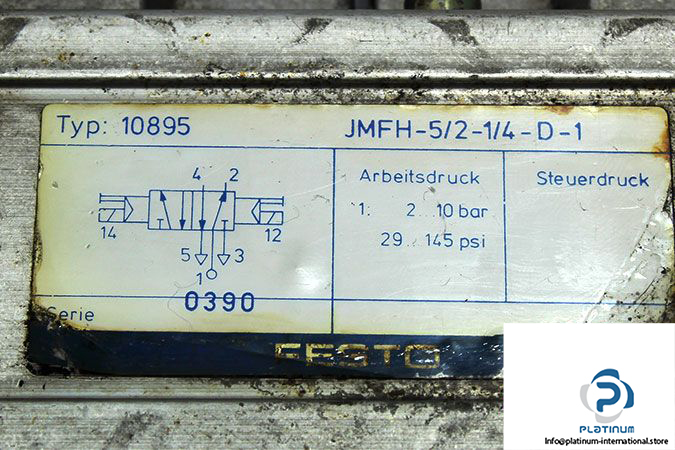 Typ: 10895 JMFH-5/2-1/4-D-1
4 2
14 12
5 3
1
Arbeitsdruck
1: 2...10 bar
29...145 psi
Steuerdruck
Serie 0390
FESTO
PLATINUM
info@platinum-international.store